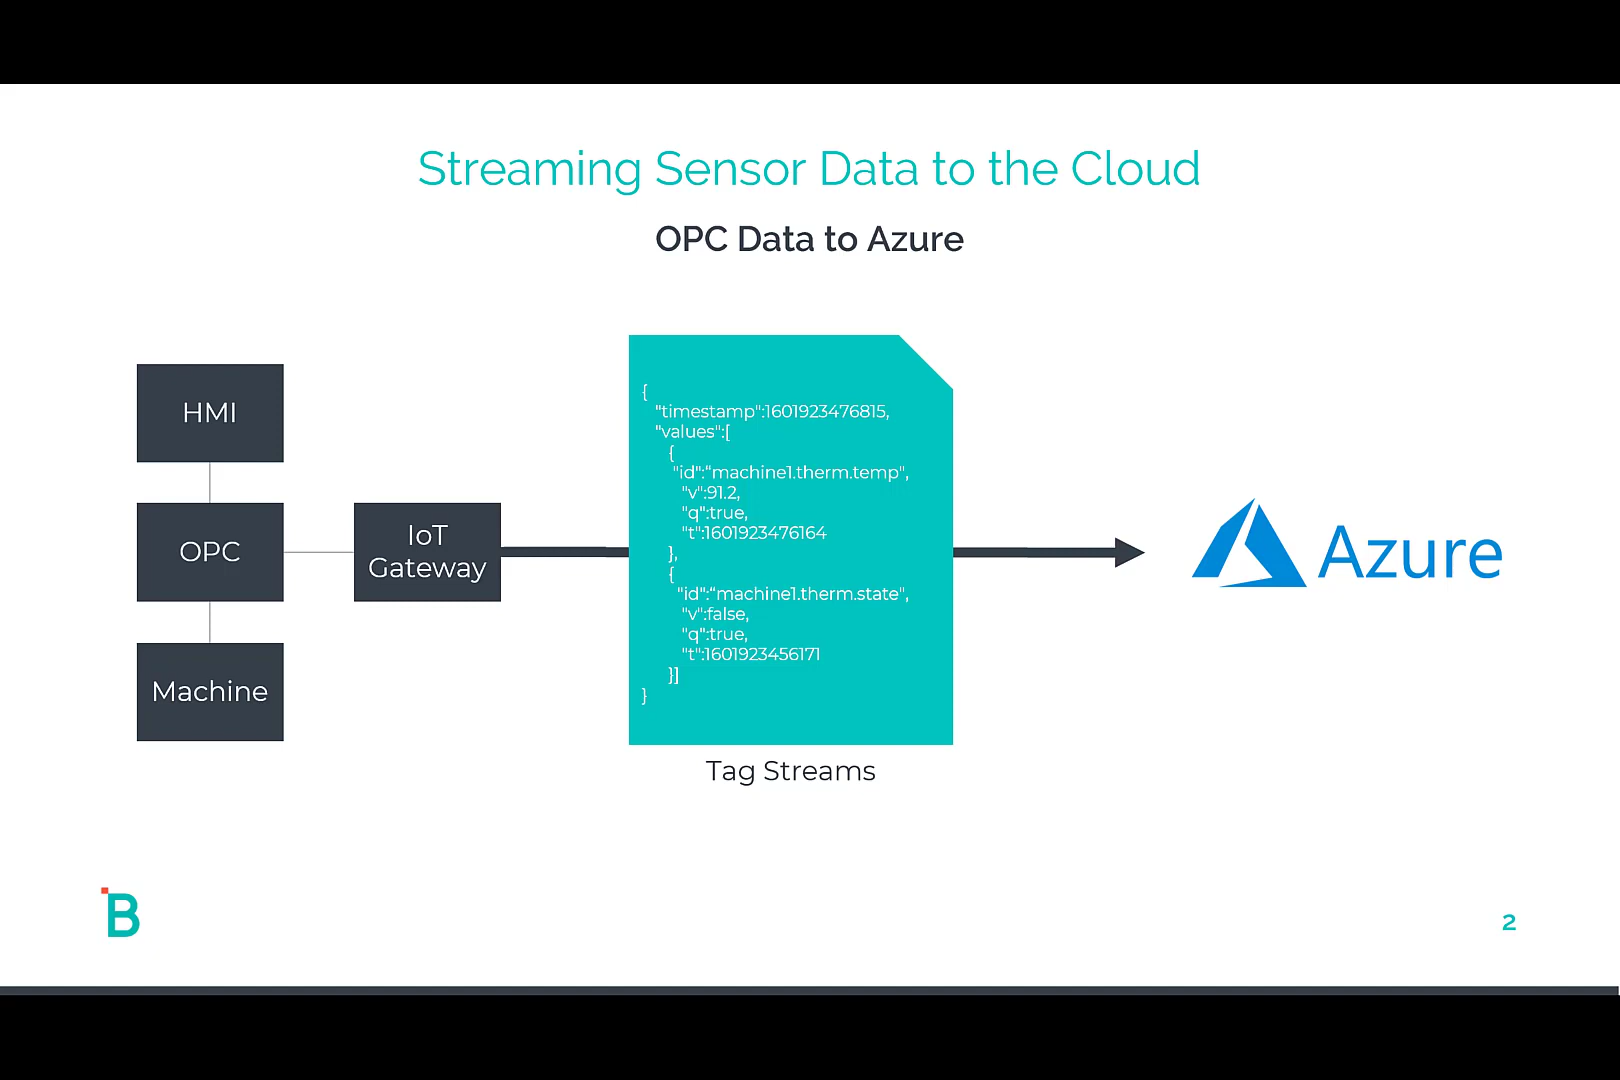 Streaming Sensor Data to the Cloud
OPC Data to Azure
HMI
OPC
Machine
IoT
Gateway
{
"timestamp":1601923476815,
"values":[
{
"id":"machine1.therm.temp",
"v":91.2,
"q":true,
"t":1601923476164
},
{
"id":"machine1.therm.state",
"v":false,
"q":true,
"t":1601923456171
}]
}
Tag Streams
Azure
B
2